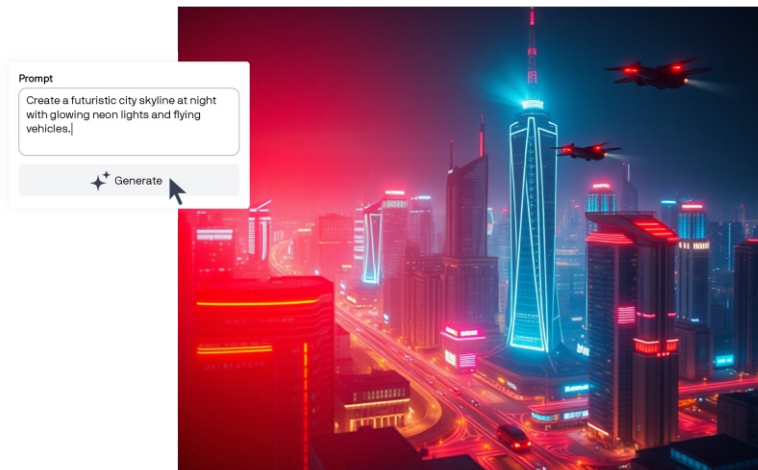 Prompt
Create a futuristic city skyline at night
with glowing neon lights and flying
vehicles.
Generate